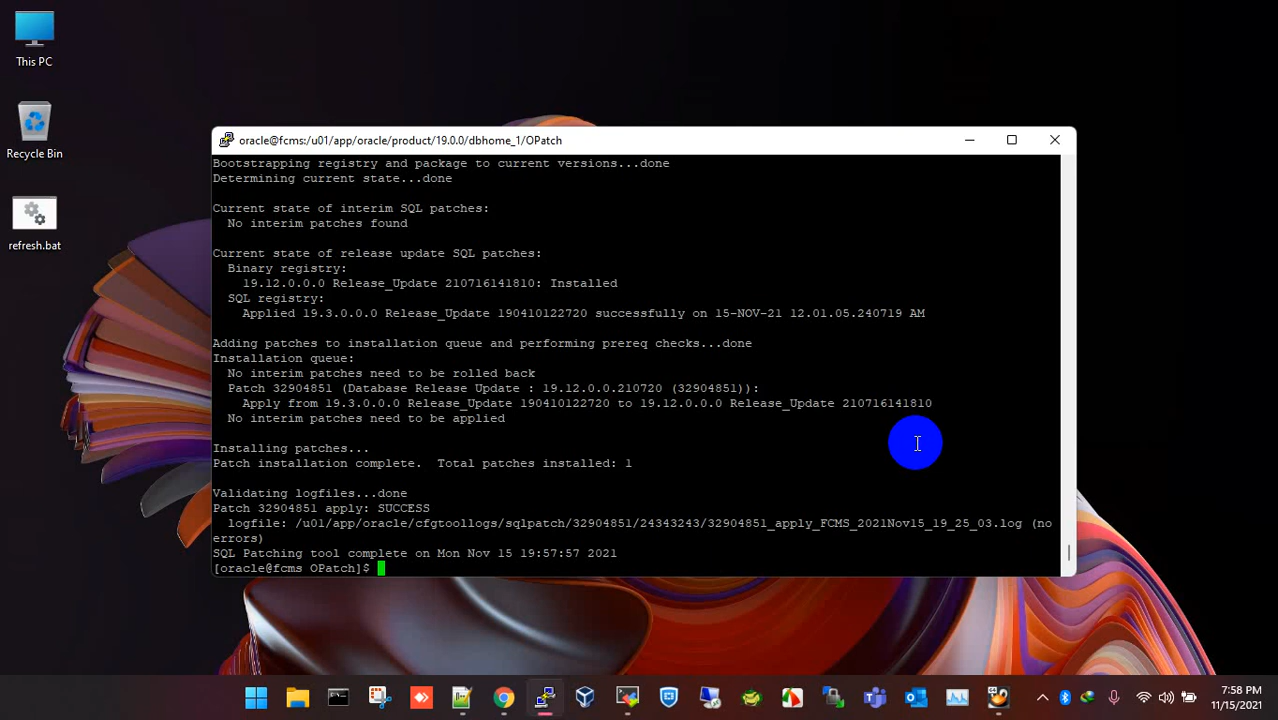 This PC
Recycle Bin
refresh.bat
oracle@fcms:/u01/app/oracle/product/19.0.0/dbhome_1/OPatch
Bootstrapping registry and package to current versions...done
Determining current state...done
Current state of interim SQL patches:
No interim patches found
Current state of release update SQL patches:
Binary registry:
19.12.0.0.0 Release_Update 210716141810: Installed
SQL registry:
Applied 19.3.0.0.0 Release_Update 190410122720 successfully on 15-NOV-21 12.01.05.240719 AM
Adding patches to installation queue and performing prereq checks...done
Installation queue:
No interim patches need to be rolled back
Patch 32904851 (Database Release Update : 19.12.0.0.210720 (32904851)):
Apply from 19.3.0.0.0 Release_Update 190410122720 to 19.12.0.0.0 Release_Update 210716141810
No interim patches need to be applied
Installing patches...
Patch installation complete.  Total patches installed: 1
Validating logfiles...done
Patch 32904851 apply: SUCCESS
logfile: /u01/app/oracle/cfgtoollogs/sqlpatch/32904851/24343243/32904851_apply_FCMS_2021Nov15_19_25_03.log (no
errors)
SQL Patching tool complete on Mon Nov 15 19:57:57 2021
[oracle@fcms OPatch]$
7:58 PM
11/15/2021